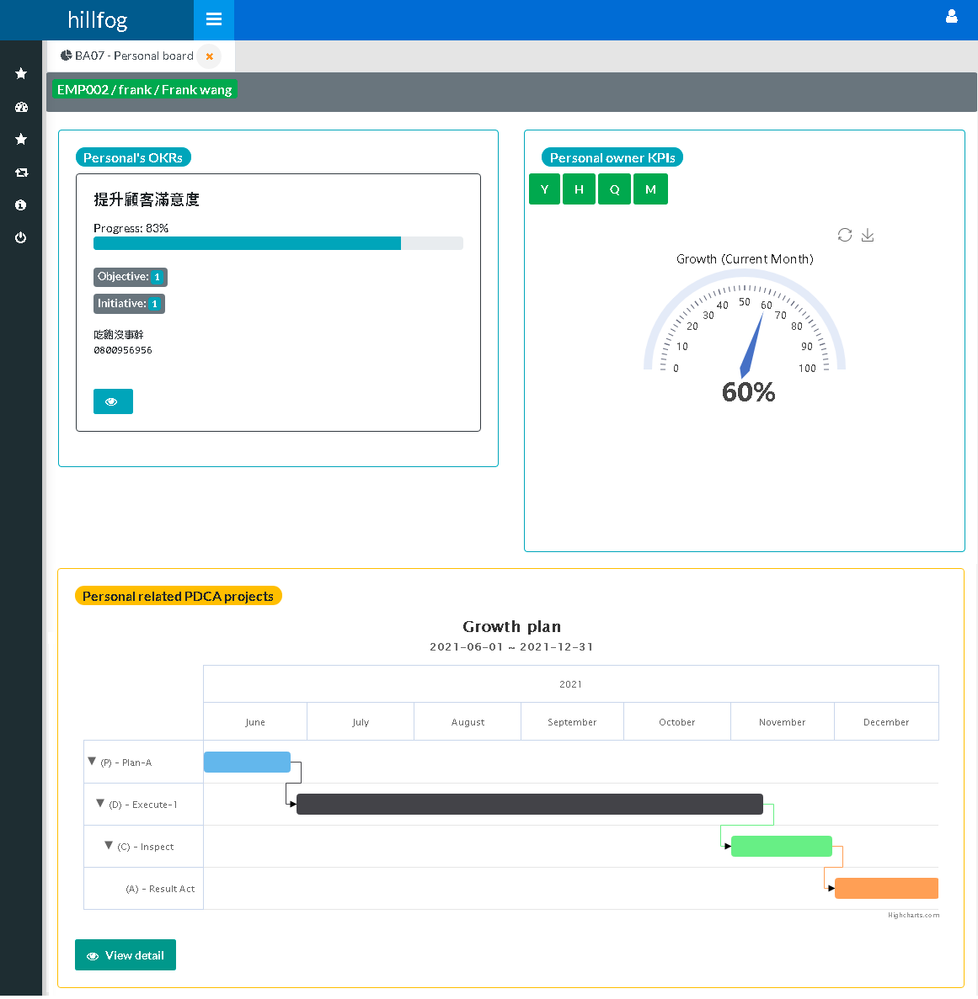 hillfog
BA07 - Personal board
EMP002 / frank / Frank wang
Personal's OKRs
提升顧客滿意度
Progress: 83%
Objective: 1
Initiative: 1
吃飽沒事幹
0800956956
Personal owner KPIs
Y H Q M
Growth (Current Month)
0 10 20 30 40 50 60 70 80 90 100
60%
Personal related PDCA projects
Growth plan
2021-06-01 ~ 2021-12-31
2021
June July August September October November December
(P) - Plan-A
(D) - Execute-1
(C) - Inspect
(A) - Result Act
Highcharts.com
View detail